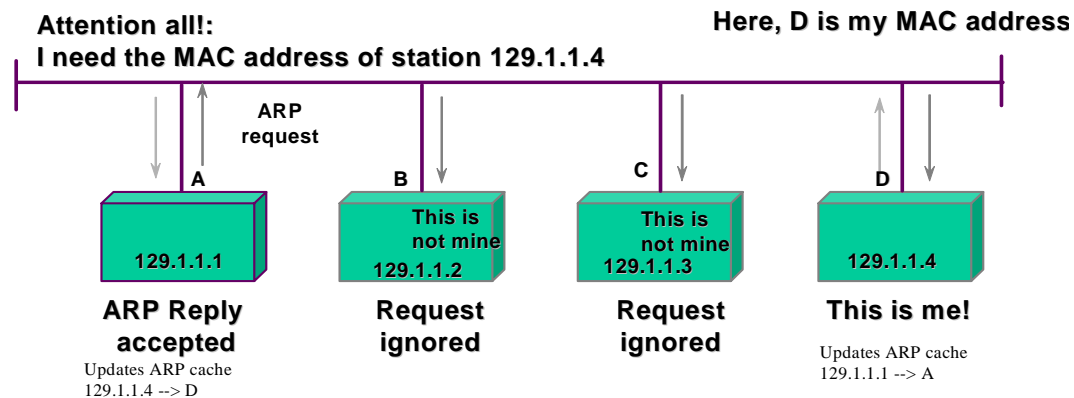 Attention all!:
I need the MAC address of station 129.1.1.4
Here, D is my MAC address
ARP
request
A
B
C
D
129.1.1.1
This is
not mine
129.1.1.2
This is
not mine
129.1.1.3
129.1.1.4
ARP Reply
accepted
Updates ARP cache
129.1.1.4 --> D
Request
ignored
Request
ignored
This is me!
Updates ARP cache
129.1.1.1 --> A